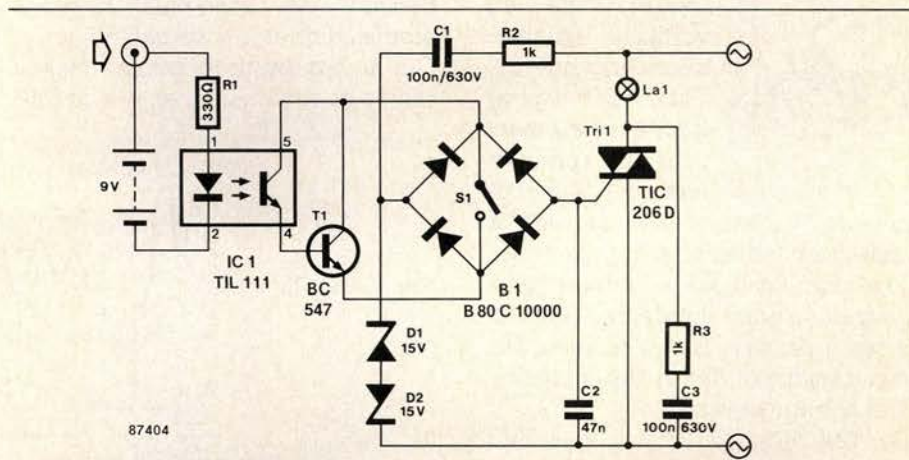 C1
100n/630V
R2
1k
La1
R1
330Ω
1
5
9V
2
4
IC 1
TIL 111
T1
BC
547
S1
B 1
B 80 C 10000
Tri1
TIC
206 D
D1
15V
D2
15V
R3
1k
C2
47n
C3
100n 630V
87404